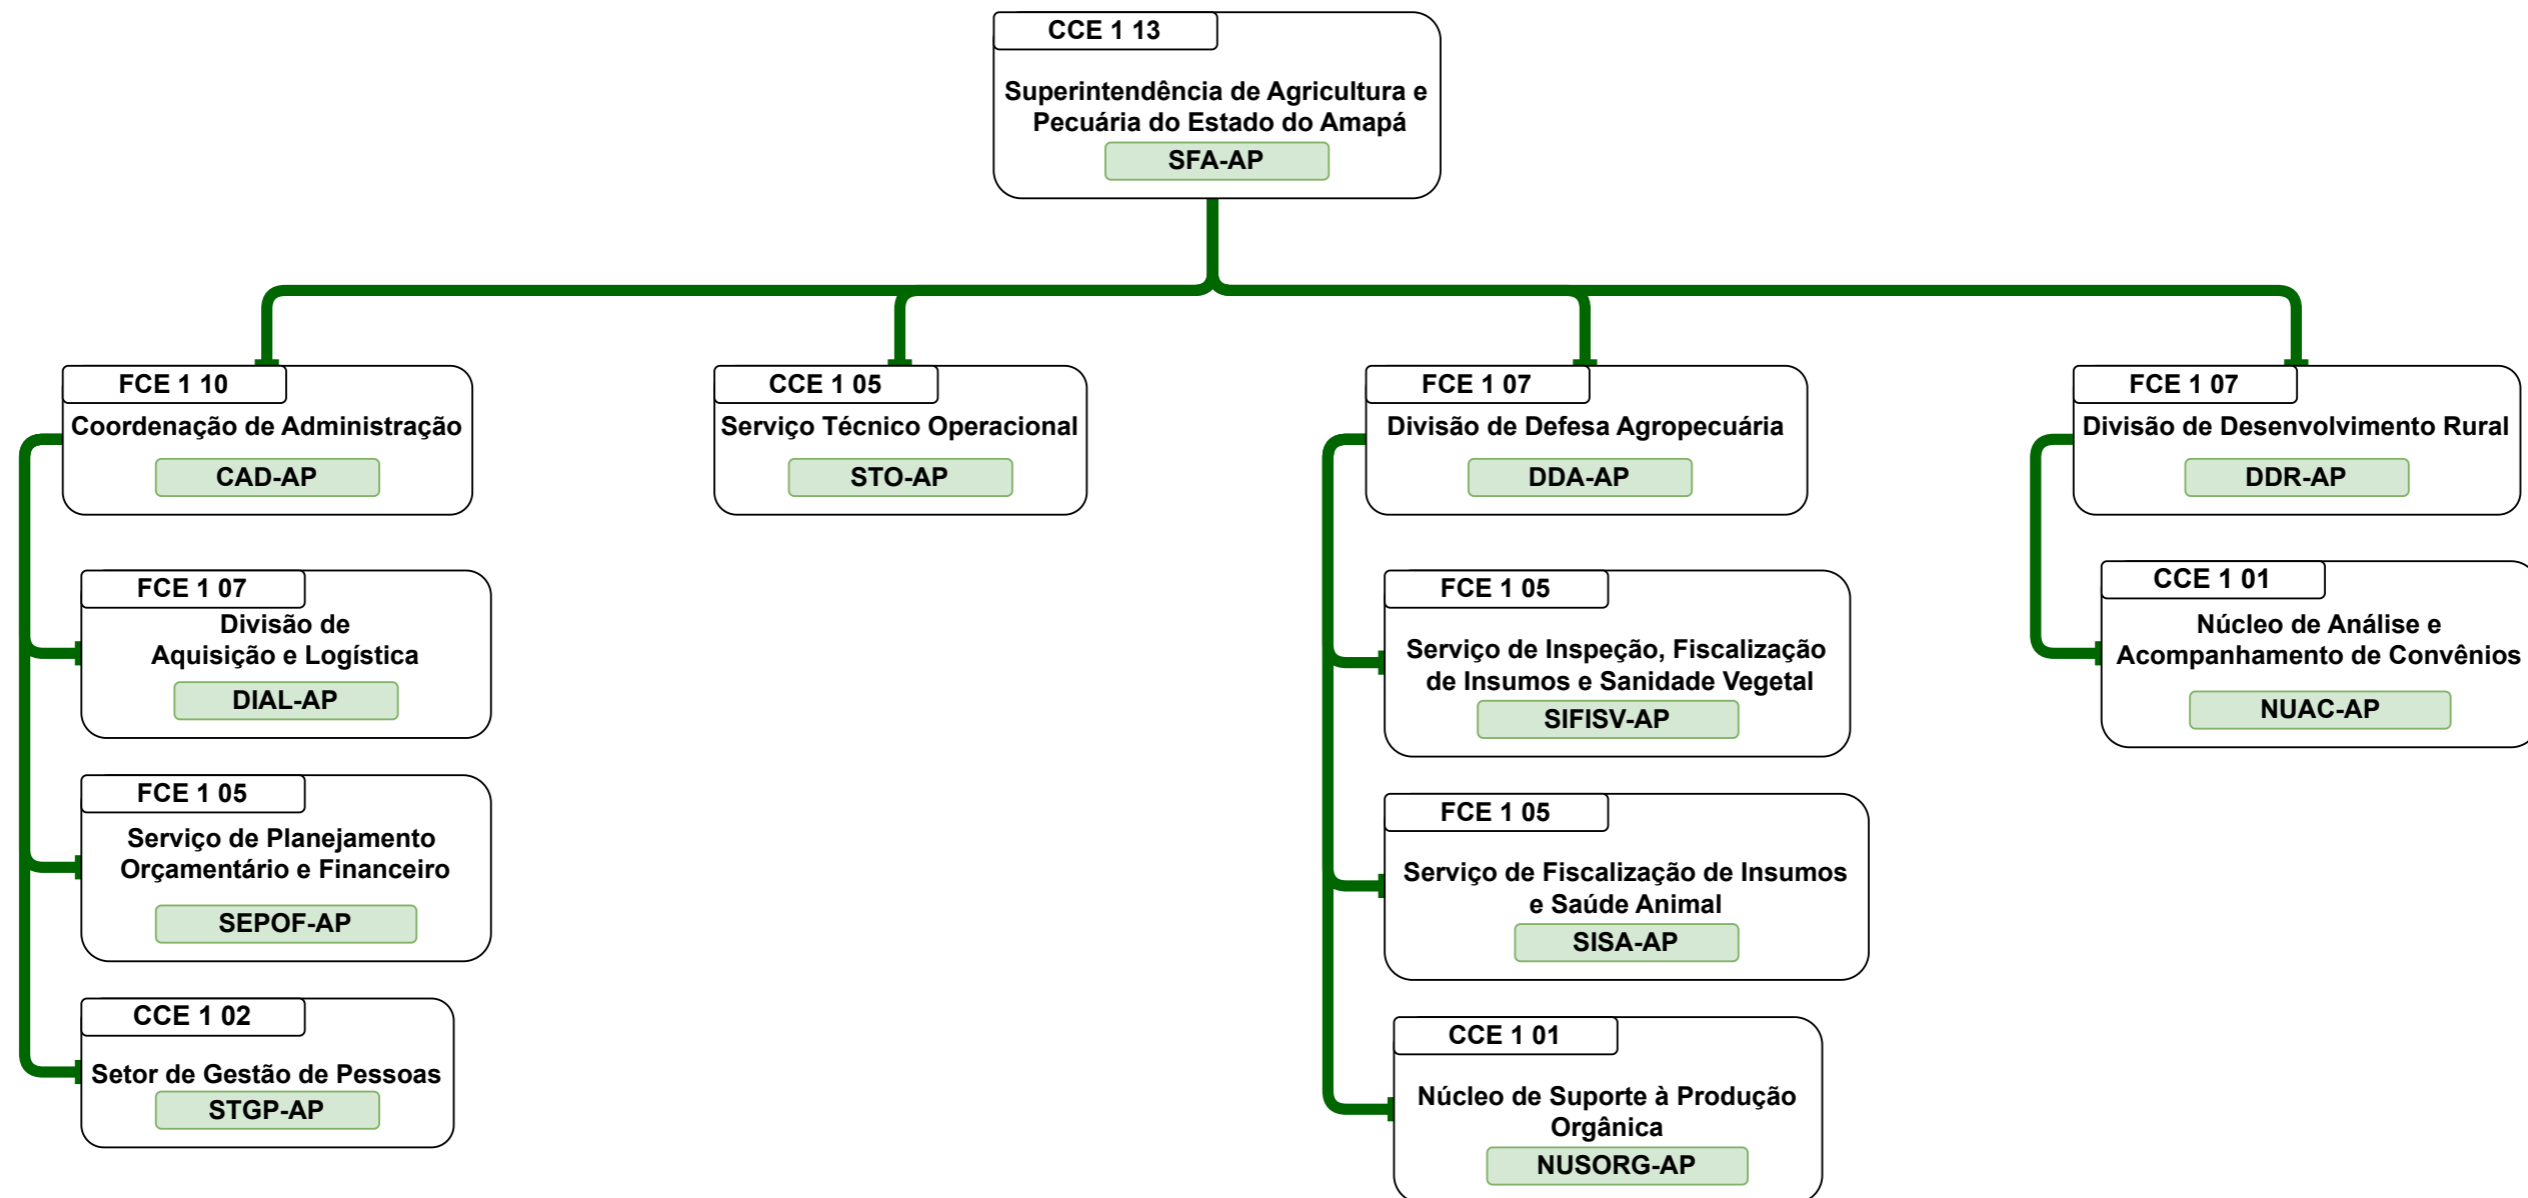 CCE 1 13
Superintendência de Agricultura e
Pecuária do Estado do Amapá
SFA-AP
FCE 1 10
Coordenação de Administração
CAD-AP
FCE 1 07
Divisão de
Aquisição e Logística
DIAL-AP
FCE 1 05
Serviço de Planejamento
Orçamentário e Financeiro
SEPOF-AP
CCE 1 02
Setor de Gestão de Pessoas
STGP-AP
CCE 1 05
Serviço Técnico Operacional
STO-AP
FCE 1 07
Divisão de Defesa Agropecuária
DDA-AP
FCE 1 05
Serviço de Inspeção, Fiscalização
de Insumos e Sanidade Vegetal
SIFISV-AP
FCE 1 05
Serviço de Fiscalização de Insumos
e Saúde Animal
SISA-AP
CCE 1 01
Núcleo de Suporte à Produção
Orgânica
NUSORG-AP
FCE 1 07
Divisão de Desenvolvimento Rural
DDR-AP
CCE 1 01
Núcleo de Análise e
Acompanhamento de Convênios
NUAC-AP